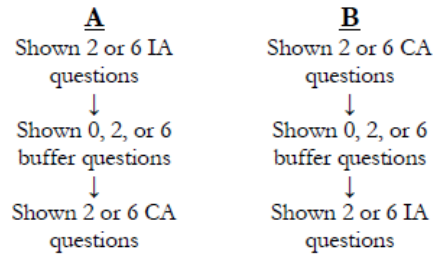 A
Shown 2 or 6 IA
questions
↓
Shown 0, 2, or 6
buffer questions
↓
Shown 2 or 6 CA
questions
B
Shown 2 or 6 CA
questions
↓
Shown 0, 2, or 6
buffer questions
↓
Shown 2 or 6 IA
questions